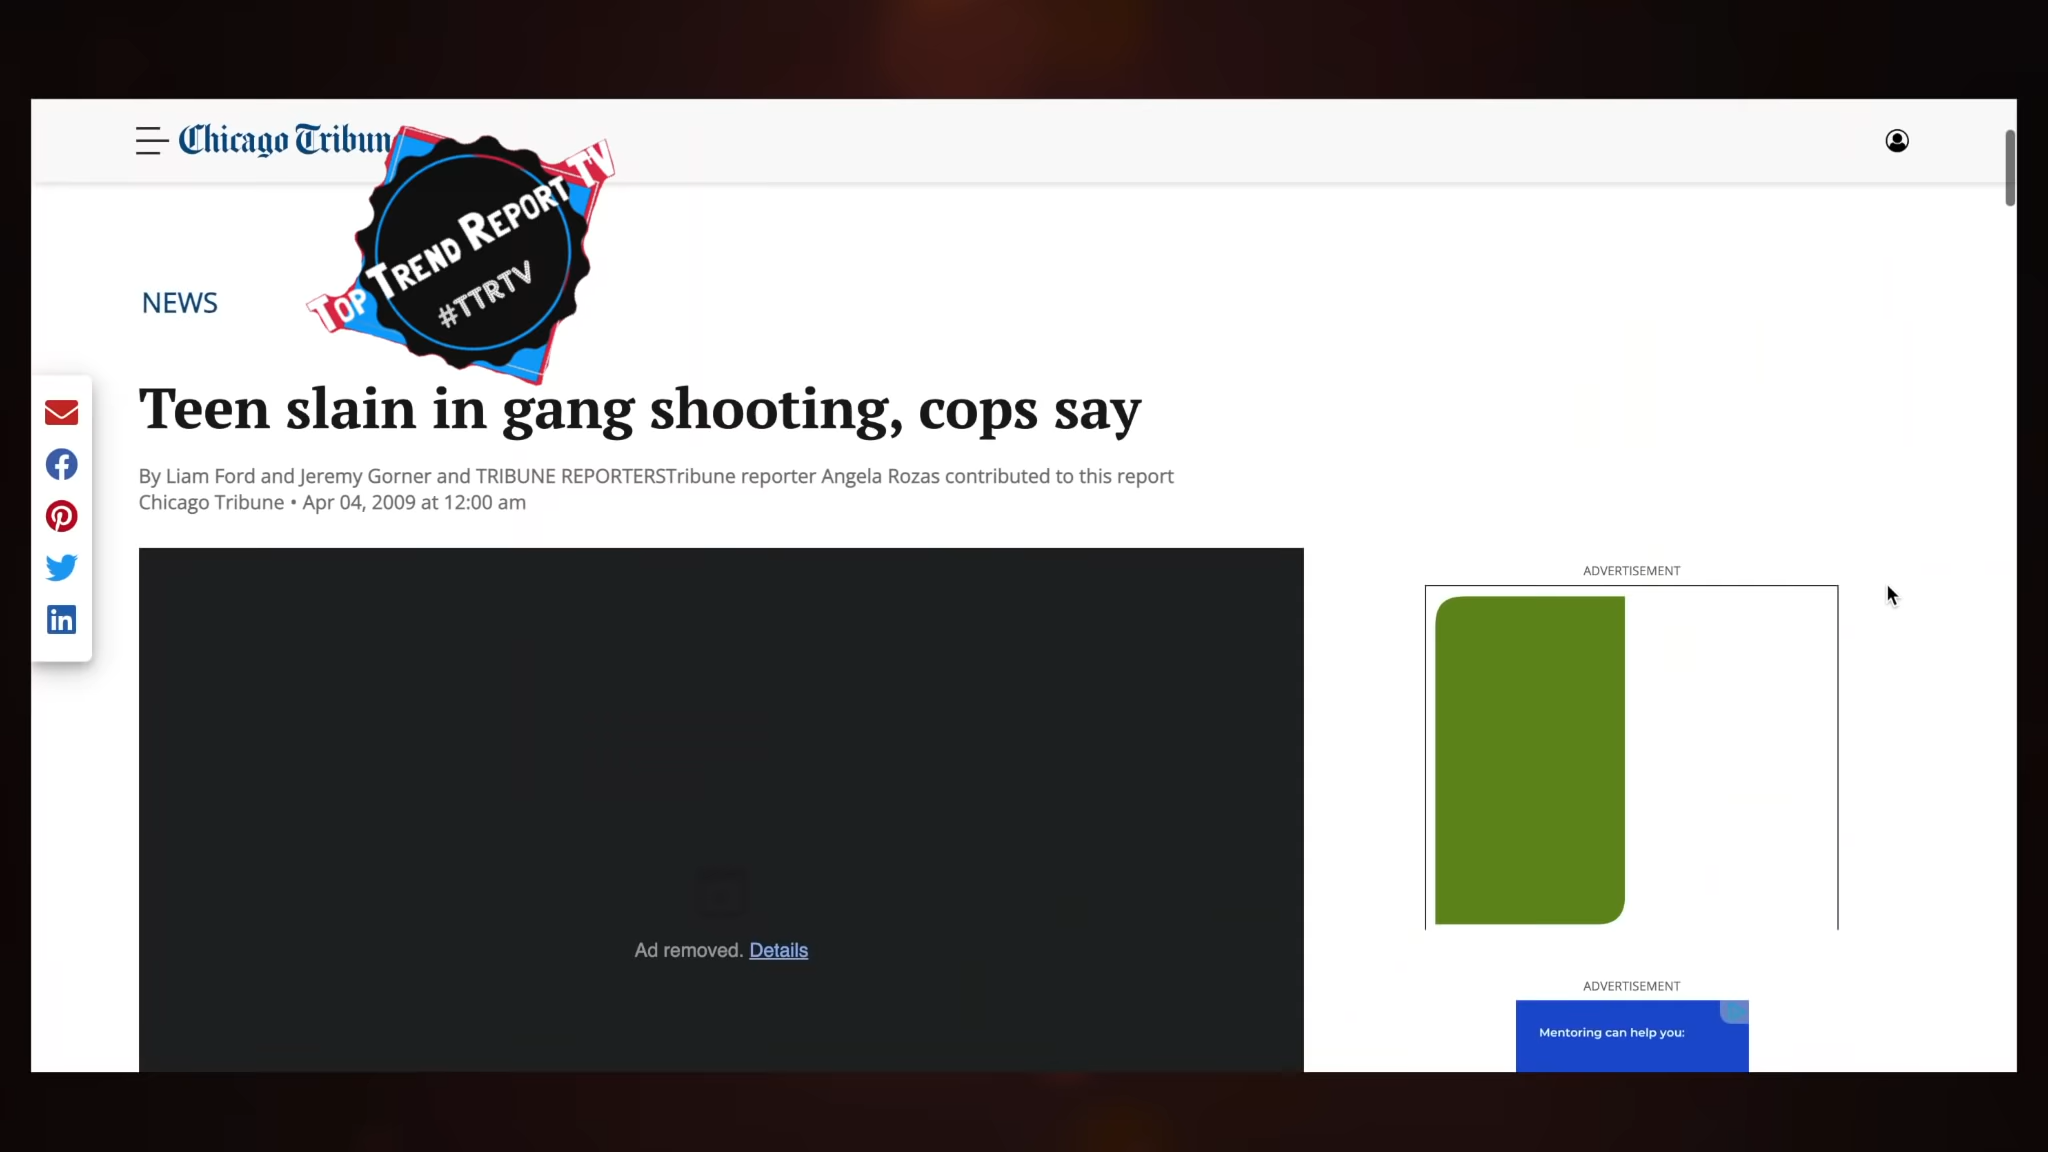 Chicago Tribun
TOP TREND REPORT TV
#TTRTV
NEWS
Teen slain in gang shooting, cops say
By Liam Ford and Jeremy Gorner and TRIBUNE REPORTERSTribune reporter Angela Rozas contributed to this report
Chicago Tribune • Apr 04, 2009 at 12:00 am
ADVERTISEMENT
Ad removed. Details
ADVERTISEMENT
Mentoring can help you: